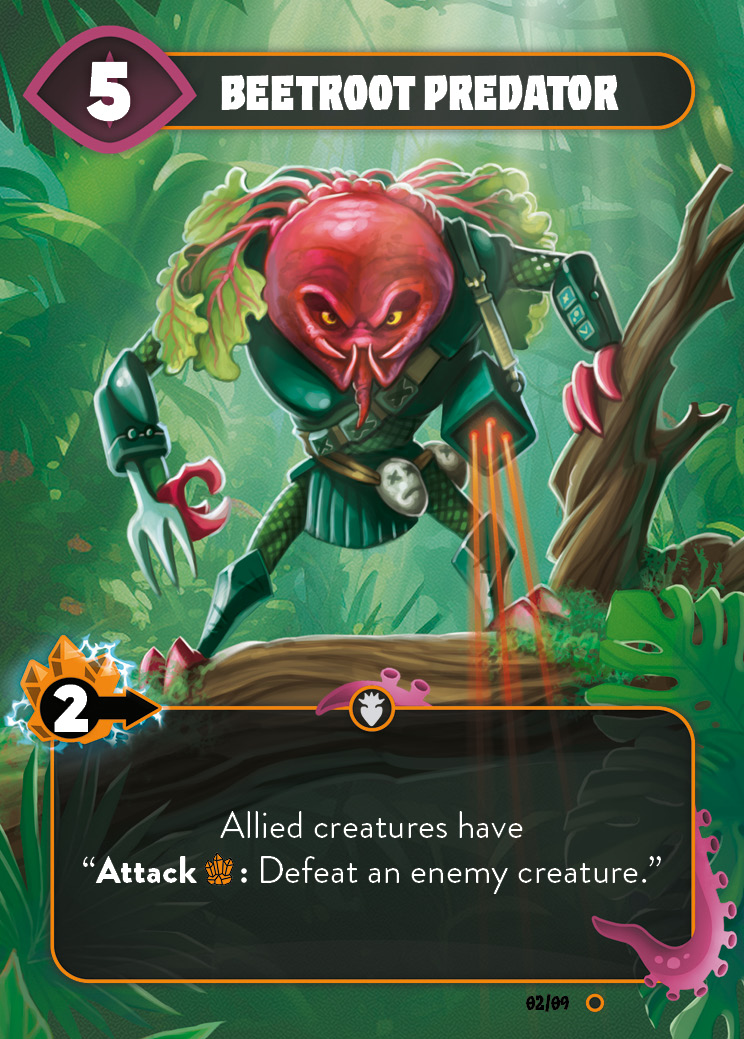 5
BEETROOT PREDATOR
2
Allied creatures have
“Attack : Defeat an enemy creature.”
02/09